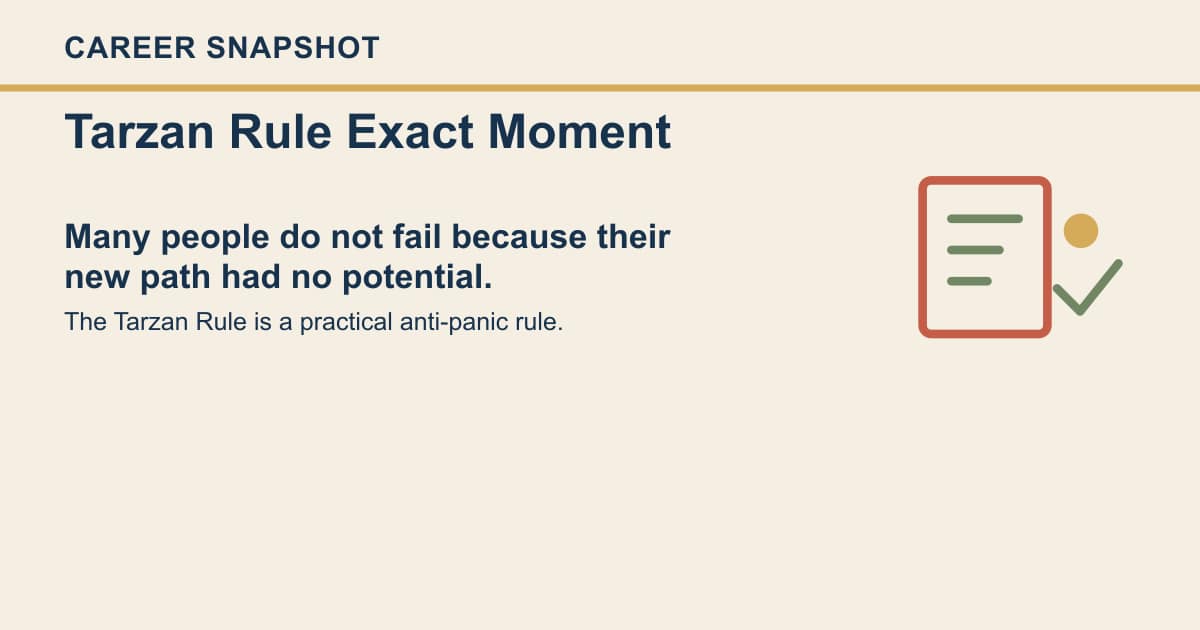 CAREER SNAPSHOT
Tarzan Rule Exact Moment
Many people do not fail because their
new path had no potential.
The Tarzan Rule is a practical anti-panic rule.